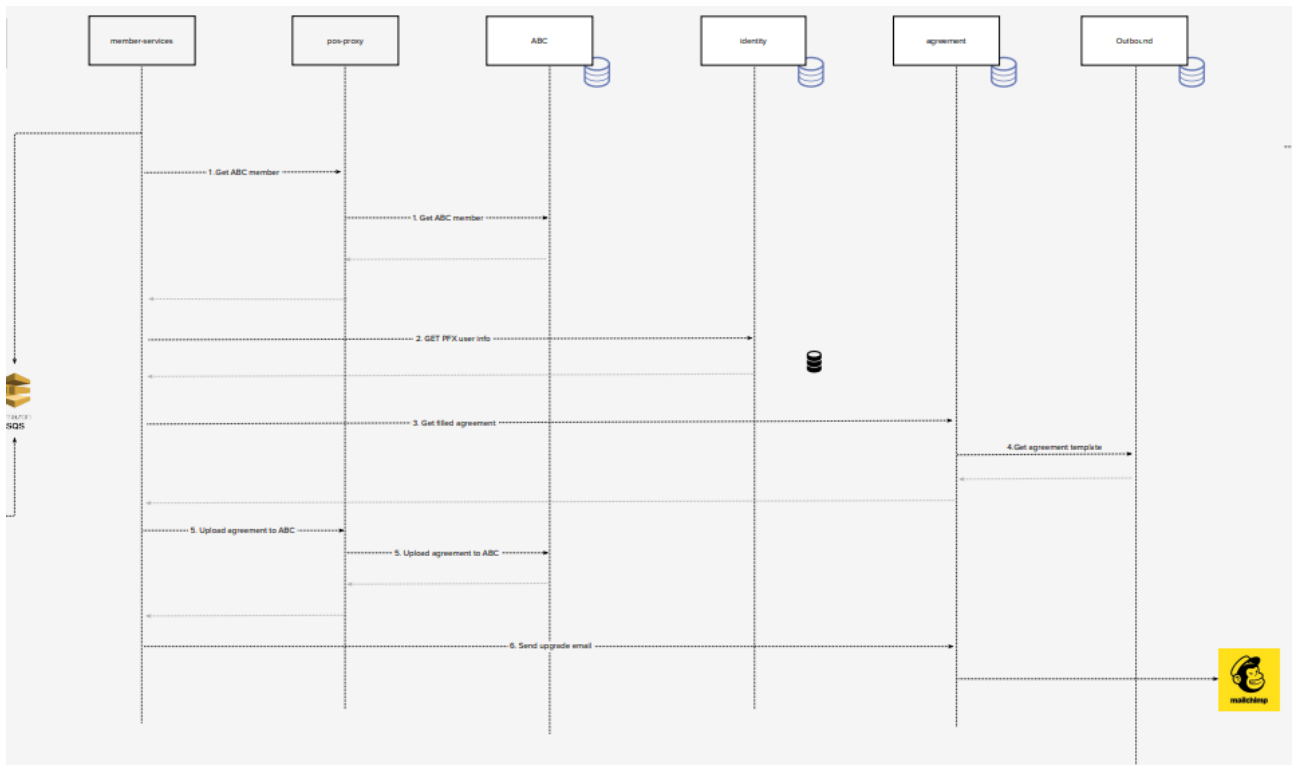 member-services
pos-proxy
ABC
identity
agreement
Outbound
1. Get ABC member
1. Get ABC member
2. GET PFX user info
SQS
3. Get filled agreement
4.Get agreement template
5. Upload agreement to ABC
5. Upload agreement to ABC
6. Send upgrade email
mailchimp